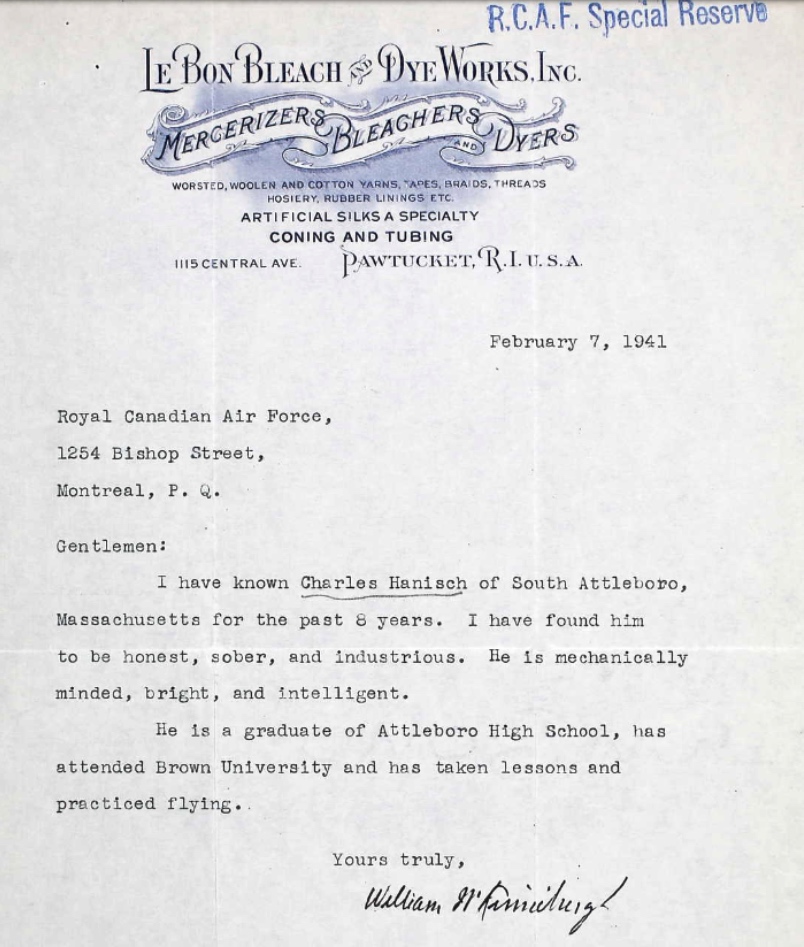 R.C.A.F. Special Reserve
LE BON BLEACH AND DYE WORKS, INC.
MERCERIZERS BLEACHERS AND DYERS
WORSTED, WOOLEN AND COTTON YARNS, TAPES, BRAIDS, THREADS
HOSIERY, RUBBER LININGS ETC.
ARTIFICIAL SILKS A SPECIALTY
CONING AND TUBING
1115 CENTRAL AVE. PAWTUCKET, R.I. U.S.A.
February 7, 1941
Royal Canadian Air Force,
1254 Bishop Street,
Montreal, P. Q.
Gentlemen:
I have known Charles Hanisch of South Attleboro,
Massachusetts for the past 8 years. I have found him
to be honest, sober, and industrious. He is mechanically
minded, bright, and intelligent.
He is a graduate of Attleboro High School, has
attended Brown University and has taken lessons and
practiced flying.
Yours truly,
William